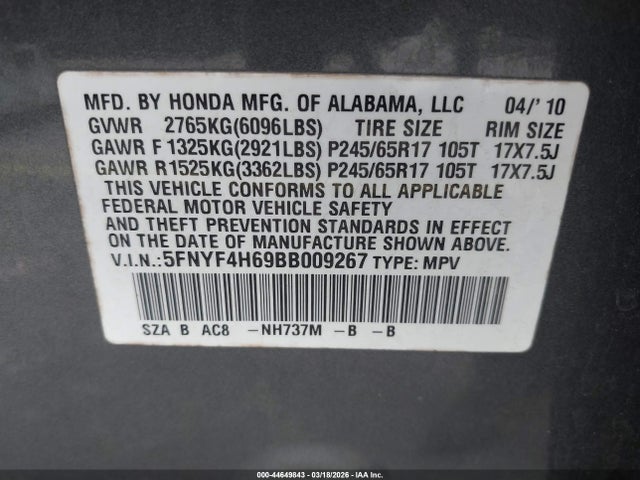 MFD. BY HONDA MFG. OF ALABAMA, LLC 04/' 10
GVWR 2765KG(6096LBS) TIRE SIZE RIM SIZE
GAWR F 1325KG(2921LBS) P245/65R17 105T 17X7.5J
GAWR R 1525KG(3362LBS) P245/65R17 105T 17X7.5J
THIS VEHICLE CONFORMS TO ALL APPLICABLE
FEDERAL MOTOR VEHICLE SAFETY
AND THEFT PREVENTION STANDARDS IN EFFECT
ON THE DATE OF MANUFACTURE SHOWN ABOVE.
V.I.N.: 5FNYF4H69BB009267 TYPE: MPV
SZA B AC8 -NH737M -B -B
000-44649843 - 03/18/2026 - IAA Inc.